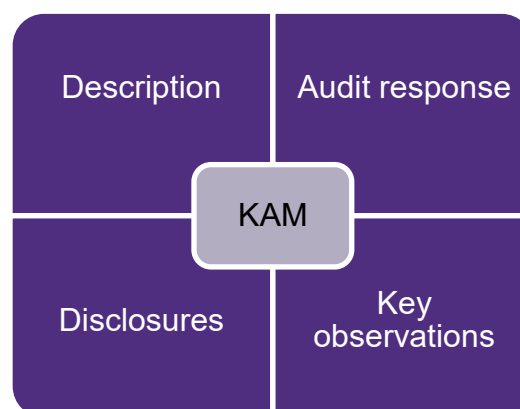 Description
Audit response
KAM
Disclosures
Key
observations